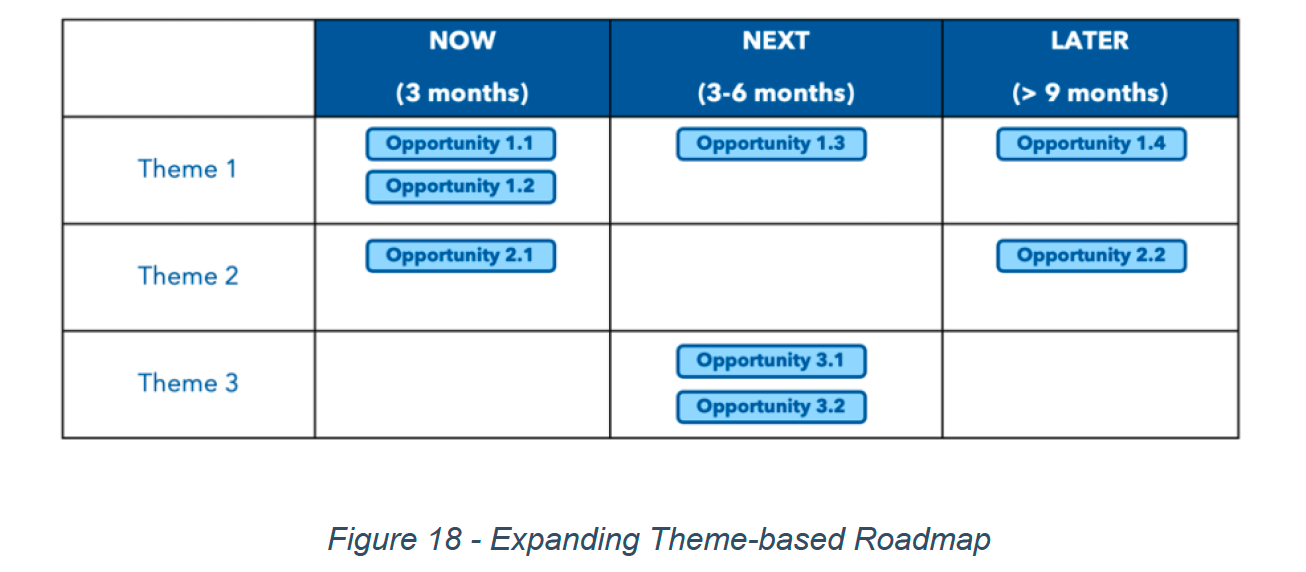 NOW
(3 months)
NEXT
(3-6 months)
LATER
(> 9 months)
Theme 1
Opportunity 1.1
Opportunity 1.2
Opportunity 1.3
Opportunity 1.4
Theme 2
Opportunity 2.1
Opportunity 2.2
Theme 3
Opportunity 3.1
Opportunity 3.2
Figure 18 - Expanding Theme-based Roadmap